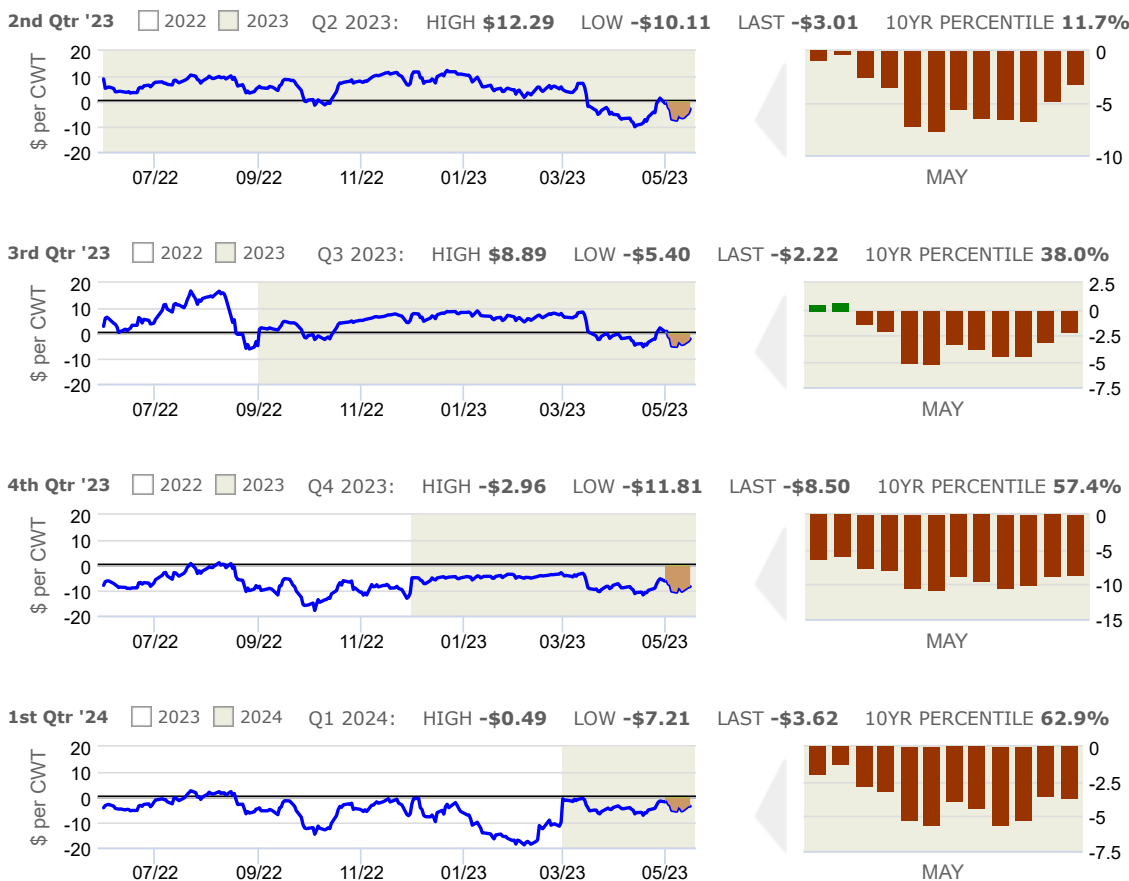 2nd Qtr '23 2022 2023 Q2 2023: HIGH $12.29 LOW -$10.11 LAST -$3.01 10YR PERCENTILE 11.7%
$ per CWT
20
10
0
-10
-20
07/22 09/22 11/22 01/23 03/23 05/23
0
-5
-10
MAY
3rd Qtr '23 2022 2023 Q3 2023: HIGH $8.89 LOW -$5.40 LAST -$2.22 10YR PERCENTILE 38.0%
$ per CWT
20
10
0
-10
-20
07/22 09/22 11/22 01/23 03/23 05/23
2.5
0
-2.5
-5
-7.5
MAY
4th Qtr '23 2022 2023 Q4 2023: HIGH -$2.96 LOW -$11.81 LAST -$8.50 10YR PERCENTILE 57.4%
$ per CWT
20
10
0
-10
-20
07/22 09/22 11/22 01/23 03/23 05/23
0
-5
-10
-15
MAY
1st Qtr '24 2023 2024 Q1 2024: HIGH -$0.49 LOW -$7.21 LAST -$3.62 10YR PERCENTILE 62.9%
$ per CWT
20
10
0
-10
-20
07/22 09/22 11/22 01/23 03/23 05/23
0
-2.5
-5
-7.5
MAY